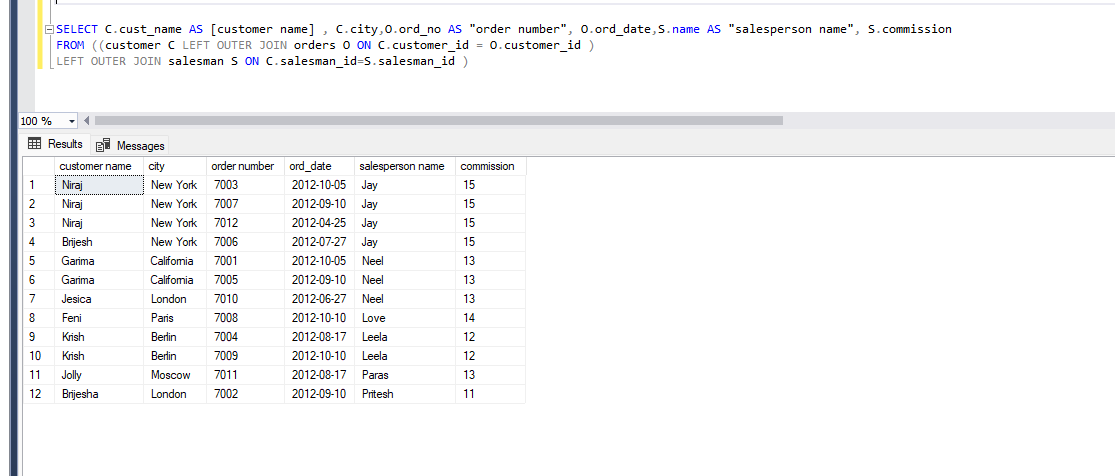 SELECT C.cust_name AS [customer name] , C.city,O.ord_no AS "order number", O.ord_date,S.name AS "salesperson name", S.commission
FROM ((customer C LEFT OUTER JOIN orders O ON C.customer_id = O.customer_id )
LEFT OUTER JOIN salesman S ON C.salesman_id=S.salesman_id )
100 %
Results Messages
customer name city order number ord_date salesperson name commission
1 Niraj New York 7003 2012-10-05 Jay 15
2 Niraj New York 7007 2012-09-10 Jay 15
3 Niraj New York 7012 2012-04-25 Jay 15
4 Brijesh New York 7006 2012-07-27 Jay 15
5 Garima California 7001 2012-10-05 Neel 13
6 Garima California 7005 2012-09-10 Neel 13
7 Jesica London 7010 2012-06-27 Neel 13
8 Feni Paris 7008 2012-10-10 Love 14
9 Krish Berlin 7004 2012-08-17 Leela 12
10 Krish Berlin 7009 2012-10-10 Leela 12
11 Jolly Moscow 7011 2012-08-17 Paras 13
12 Brijesha London 7002 2012-09-10 Pritesh 11